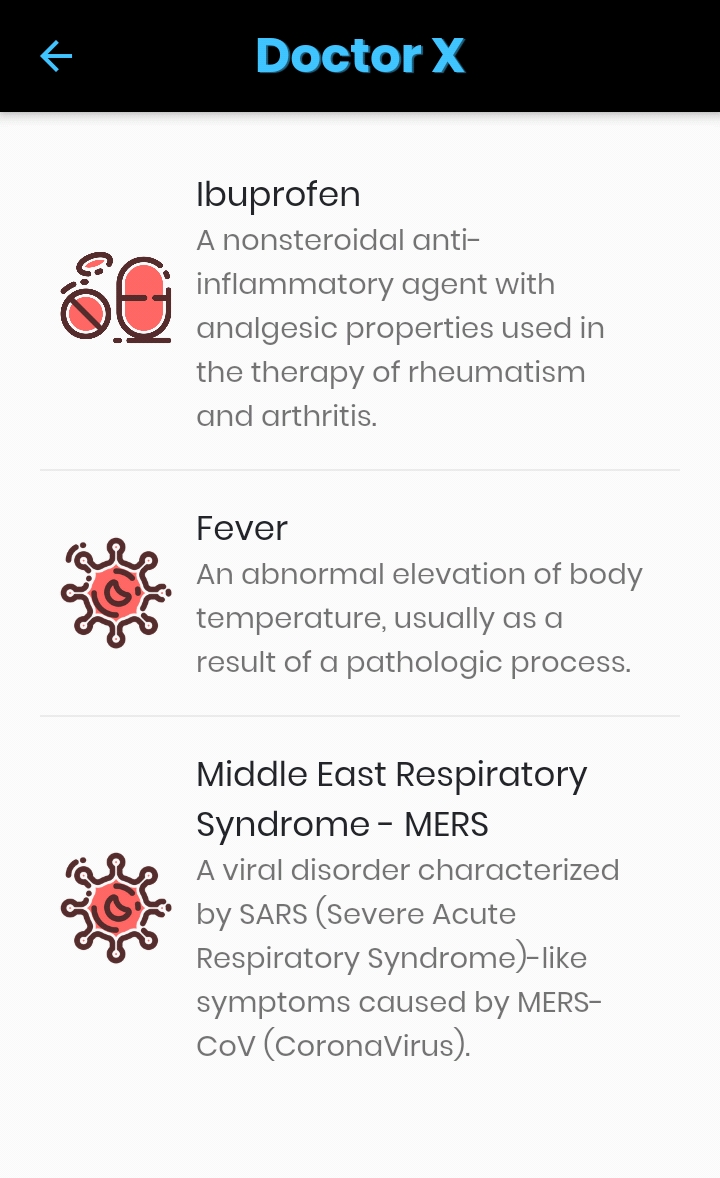 Doctor X
Ibuprofen
A nonsteroidal anti-
inflammatory agent with
analgesic properties used in
the therapy of rheumatism
and arthritis.
Fever
An abnormal elevation of body
temperature, usually as a
result of a pathologic process.
Middle East Respiratory
Syndrome - MERS
A viral disorder characterized
by SARS (Severe Acute
Respiratory Syndrome)-like
symptoms caused by MERS-
CoV (CoronaVirus).